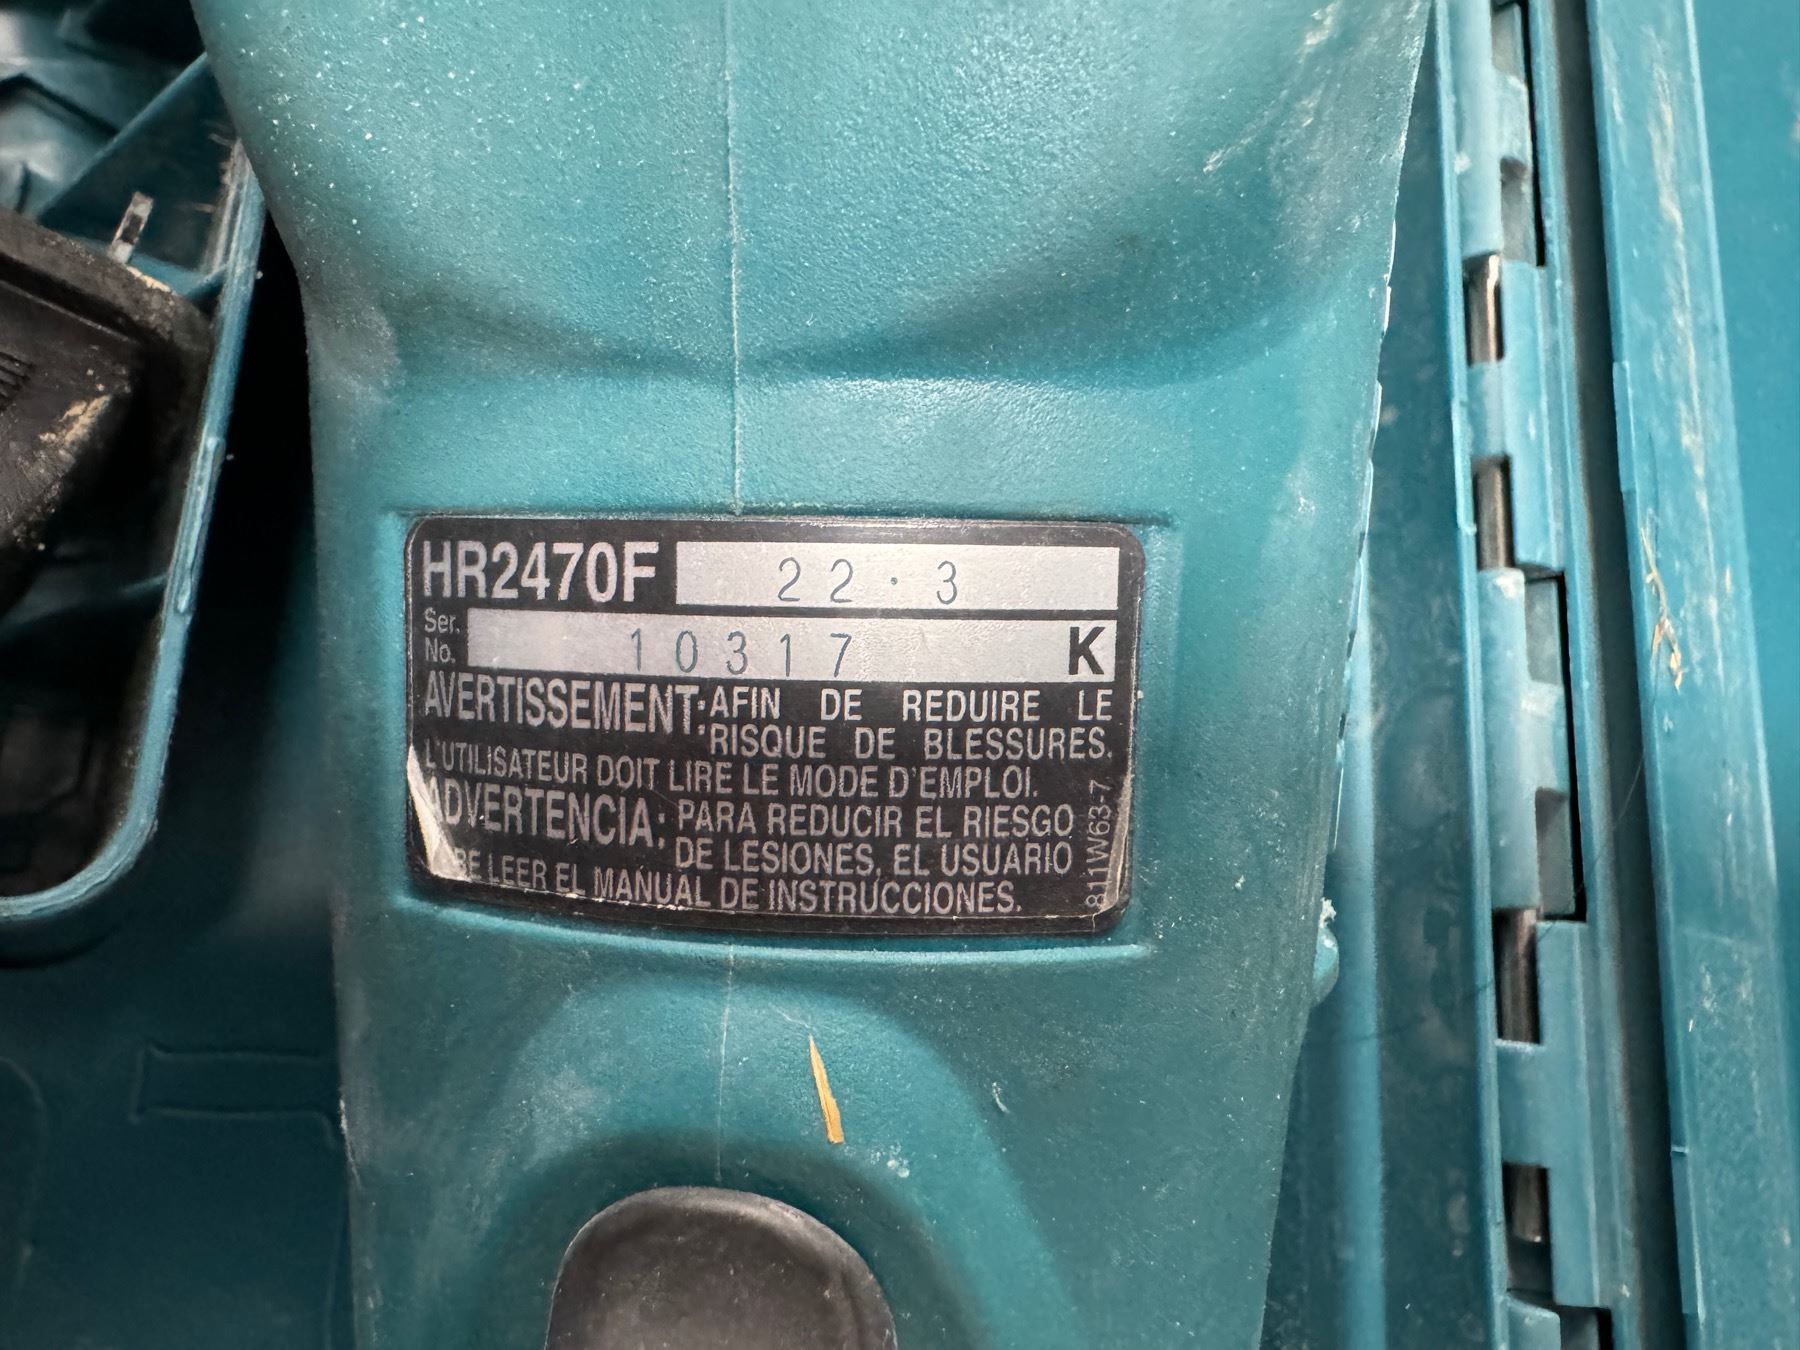 HR2470F 22.3
Ser. No. 10317 K
AVERTISSEMENT: AFIN DE REDUIRE LE
RISQUE DE BLESSURES.
L'UTILISATEUR DOIT LIRE LE MODE D'EMPLOI.
ADVERTENCIA: PARA REDUCIR EL RIESGO
DE LESIONES, EL USUARIO
LEER EL MANUAL DE INSTRUCCIONES.
811W63-7